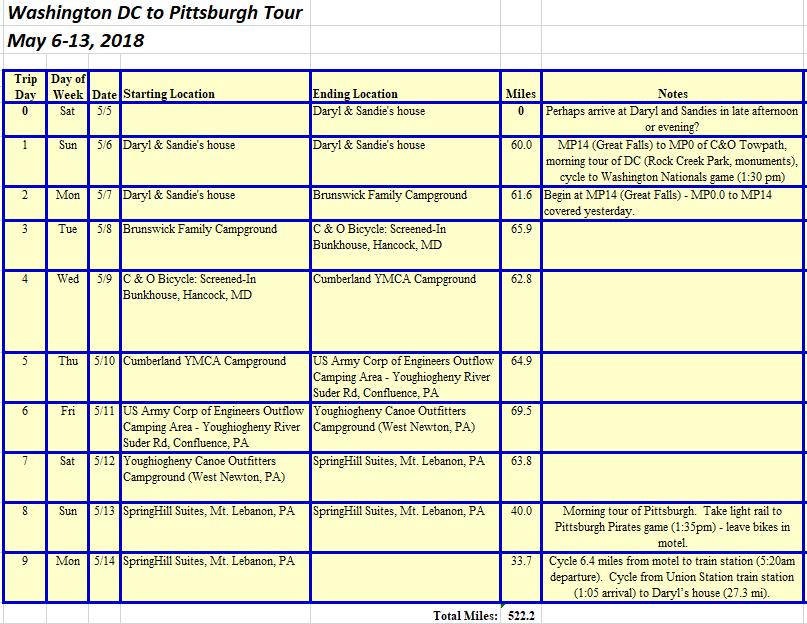 Washington DC to Pittsburgh Tour
May 6-13, 2018
Trip Day of
Day Week Date Starting Location Ending Location Miles Notes
0 Sat 5/5 Daryl & Sandie's house 0 Perhaps arrive at Daryl and Sandies in late afternoon
or evening?
1 Sun 5/6 Daryl & Sandie's house Daryl & Sandie's house 60.0 MP14 (Great Falls) to MP0 of C&O Towpath,
morning tour of DC (Rock Creek Park, monuments),
cycle to Washington Nationals game (1:30 pm)
2 Mon 5/7 Daryl & Sandie's house Brunswick Family Campground 61.6 Begin at MP14 (Great Falls) - MP0.0 to MP14
covered yesterday.
3 Tue 5/8 Brunswick Family Campground C & O Bicycle: Screened-In 65.9
Bunkhouse, Hancock, MD
4 Wed 5/9 C & O Bicycle: Screened-In Cumberland YMCA Campground 62.8
Bunkhouse, Hancock, MD
5 Thu 5/10 Cumberland YMCA Campground US Army Corp of Engineers Outflow 64.9
Camping Area - Youghiogheny River
Suder Rd, Confluence, PA
6 Fri 5/11 US Army Corp of Engineers Outflow Youghiogheny Canoe Outfitters 69.5
Camping Area - Youghiogheny River Campground (West Newton, PA)
Suder Rd, Confluence, PA
7 Sat 5/12 Youghiogheny Canoe Outfitters SpringHill Suites, Mt. Lebanon, PA 63.8
Campground (West Newton, PA)
8 Sun 5/13 SpringHill Suites, Mt. Lebanon, PA SpringHill Suites, Mt. Lebanon, PA 40.0 Morning tour of Pittsburgh. Take light rail to
Pittsburgh Pirates game (1:35pm) - leave bikes in
motel.
9 Mon 5/14 SpringHill Suites, Mt. Lebanon, PA 33.7 Cycle 6.4 miles from motel to train station (5:20am
departure). Cycle from Union Station train station
(1:05 arrival) to Daryl's house (27.3 mi).
Total Miles: 522.2